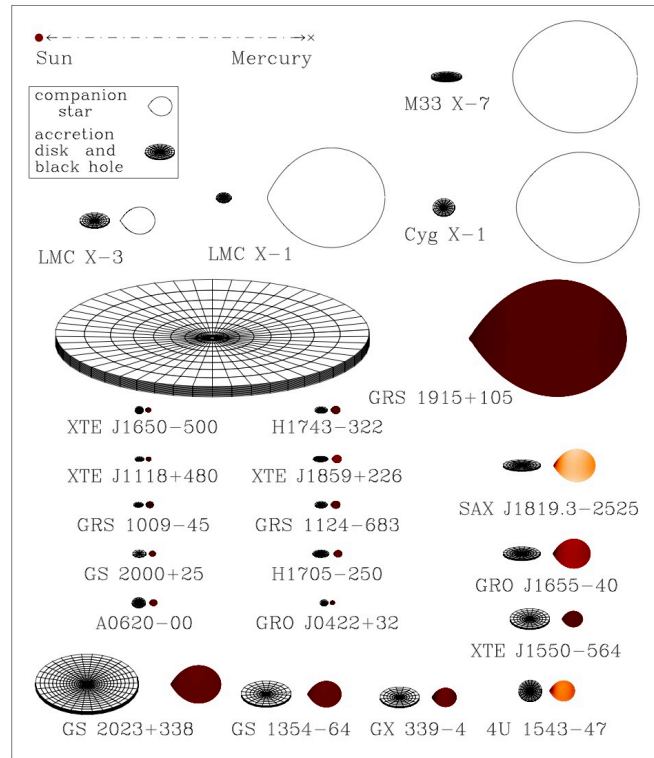 Sun
Mercury
companion
star
accretion
disk and
black hole
M33 X-7
LMC X-3
LMC X-1
Cyg X-1
GRS 1915+105
XTE J1650-500
H1743-322
XTE J1118+480
XTE J1859+226
SAX J1819.3-2525
GRS 1009-45
GRS 1124-683
GS 2000+25
H1705-250
GRO J1655-40
A0620-00
GRO J0422+32
XTE J1550-564
GS 2023+338
GS 1354-64
GX 339-4
4U 1543-47